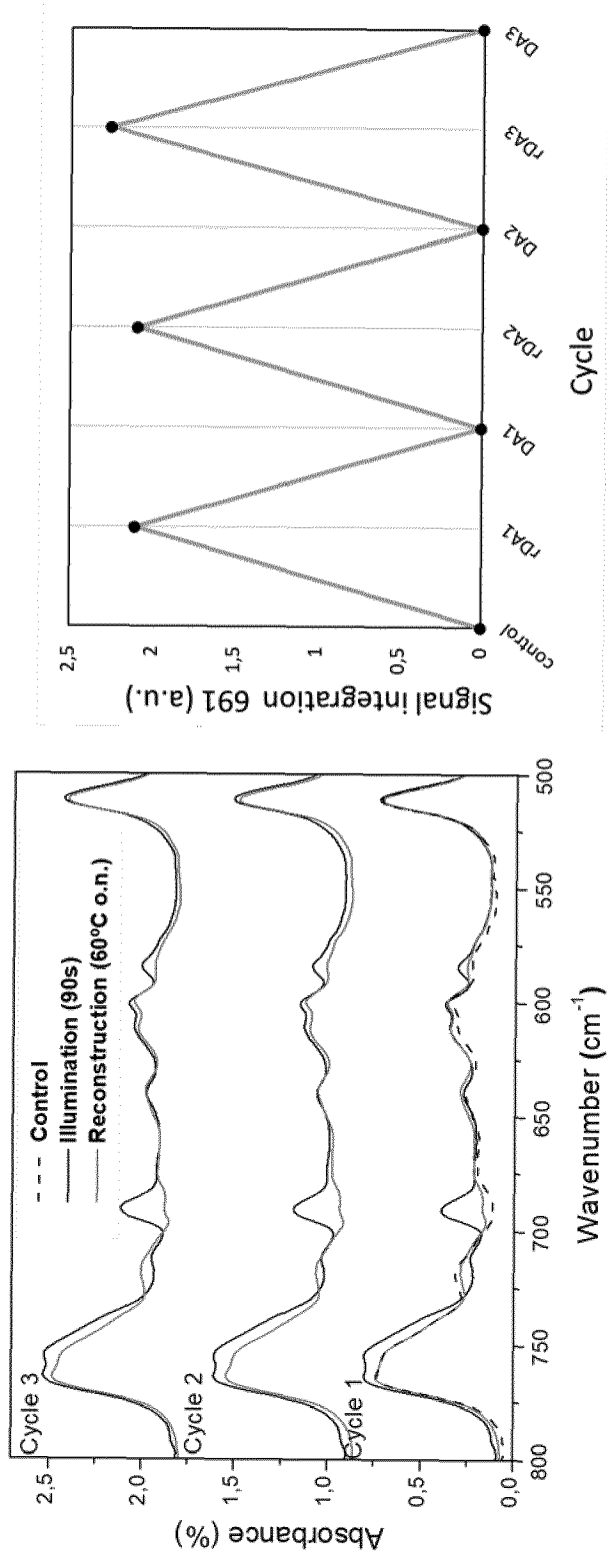 Cycle 3
Cycle 2
Cycle 1
Control
Illumination (90s)
Reconstruction (60ºC o.n.)
Absorbance (%)
2,5
2,0
1,5
1,0
0,5
0,0
800
750
700
650
600
550
500
Wavenumber (cm-1)
Signal integration 691 (a.u.)
2,5
2
1,5
1
0,5
0
control
rDA1
DA1
rDA2
DA2
rDA3
DA3
Cycle